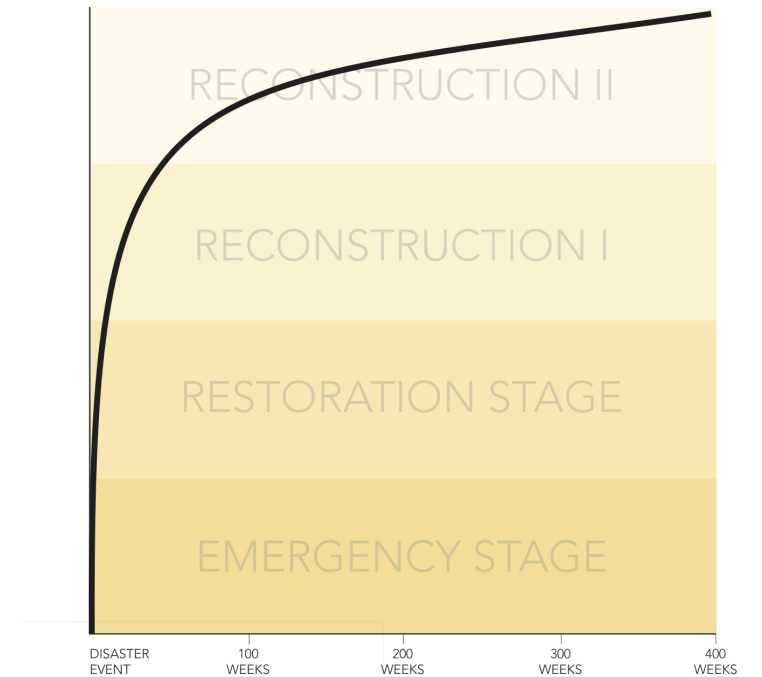 RECONSTRUCTION II
RECONSTRUCTION I
RESTORATION STAGE
EMERGENCY STAGE
DISASTER
EVENT
100
WEEKS
200
WEEKS
300
WEEKS
400
WEEKS